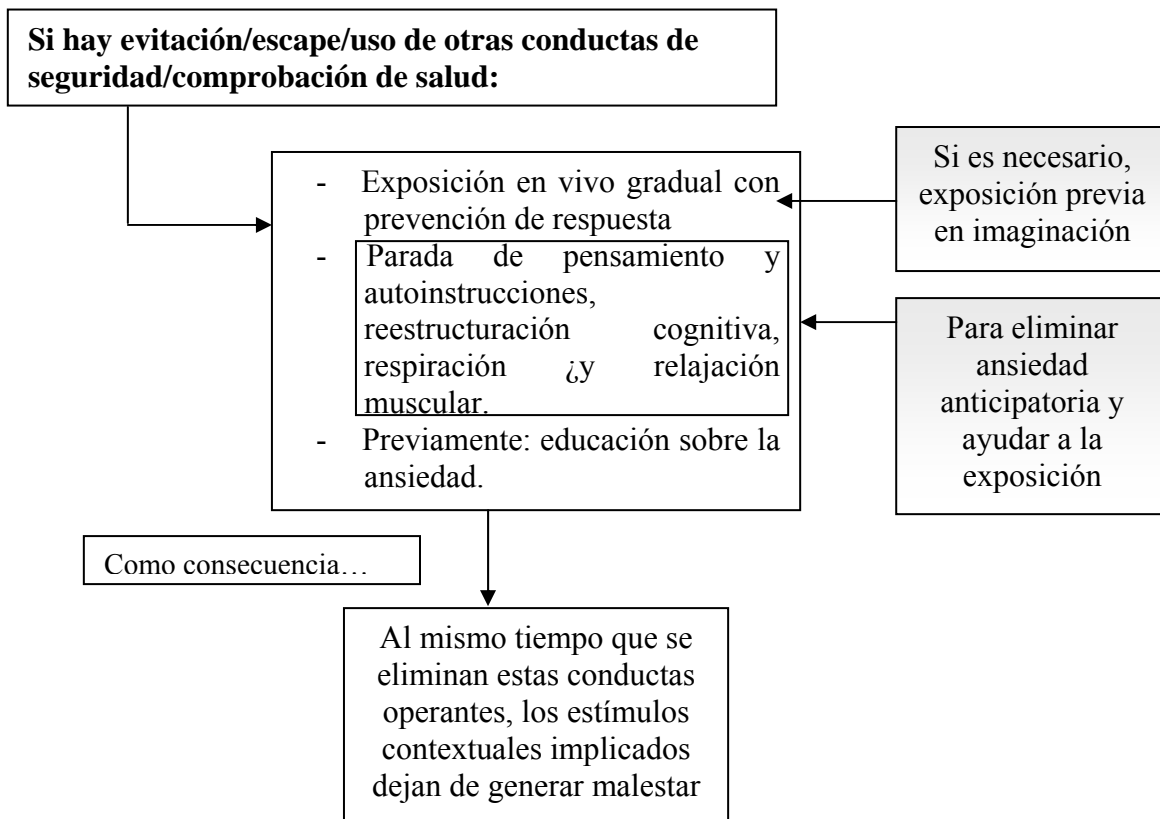 Si hay evitación/escape/uso de otras conductas de
seguridad/comprobación de salud:
- Exposición en vivo gradual con
prevención de respuesta
- Parada de pensamiento y
autoinstrucciones,
reestructuración cognitiva,
respiración ¿y relajación
muscular.
- Previamente: educación sobre la
ansiedad.
Si es necesario,
exposición previa
en imaginación
Para eliminar
ansiedad
anticipatoria y
ayudar a la
exposición
Como consecuencia…
Al mismo tiempo que se
eliminan estas conductas
operantes, los estímulos
contextuales implicados
dejan de generar malestar